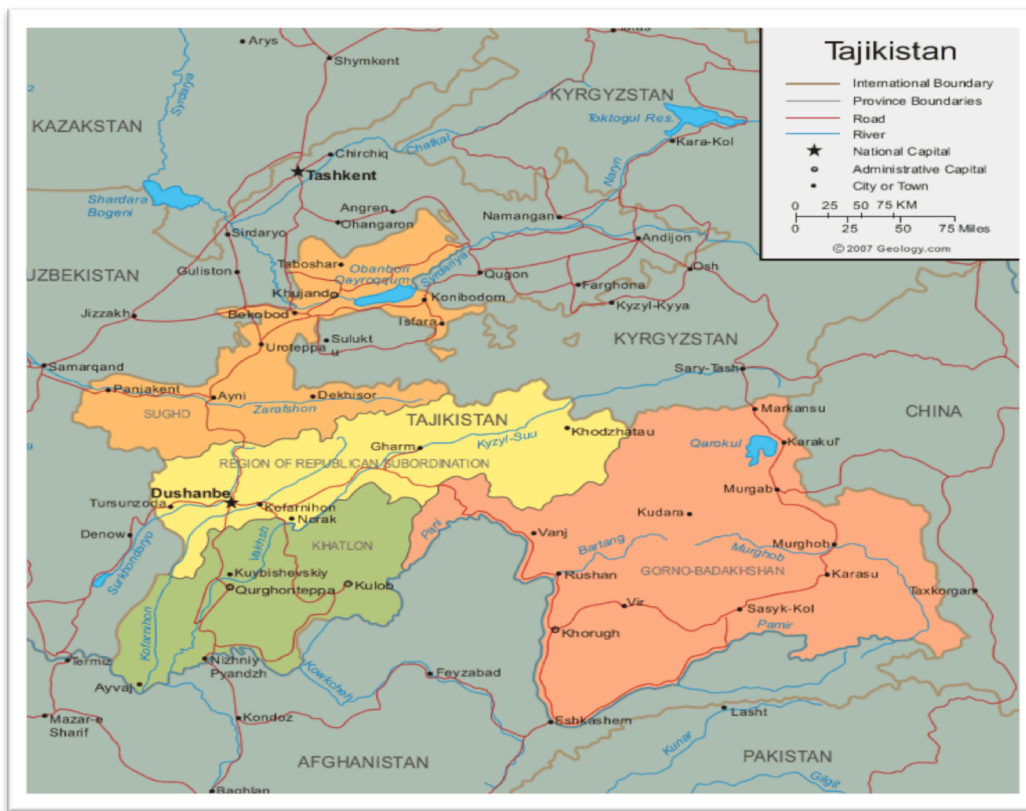 Tajikistan
International Boundary
Province Boundaries
Road
River
National Capital
Administrative Capital
City or Town
0 25 50 75 KM
0 25 50 75 Miles
© 2007 Geology.com
Arys
Shymkent
Syrdarya
KAZAKSTAN
KYRGYZSTAN
Toktogul Res.
Kara-Kol
Chirchiq
Chatkal
Tashkent
Naryn
Shardara
Bogeni
Angren
Ohangaron
Namangan
Sirdaryo
Andijon
Taboshar
UZBEKISTAN
Guliston
Obanbori
Qayroqqum
Syrdariya
Qugon
Osh
Khujand
Farghona
Konibodom
Kyzyl-Kyya
Jizzakh
Bekobod
Isfara
Sulukt
u
Uroteppa
KYRGYZSTAN
Samarqand
Sary-Tash
Panjakent
Ayni
Dekhisor
Zarafshon
SUGHD
TAJIKISTAN
Markansu
CHINA
Khodzhatau
Gharm
Kyzyl-Suu
Qarokul
Karakul'
REGION OF REPUBLICAN SUBORDINATION
Dushanbe
Murgab
Tursunzoda
Kofarnihon
Norak
Kudara
Denow
Pani
Vanj
KHATLON
Vakhsh
Bartang
Murghob
Murghob
Surkhondaryo
Kuybishevskiy
Rushan
GORNO-BADAKHSHAN
Karasu
Qurghonteppa
Kulob
Taxkorgan
Vir
Sasyk-Kol
Khorugh
Pamir
Kofarnihon
Termiz
Nizhniy
Pyandzh
Kowkcheh
Feyzabad
Ayvaj
Mazar-e
Sharif
Kondoz
Eshkashem
Lasht
Kunar
AFGHANISTAN
PAKISTAN
Gilgit
Baghlan